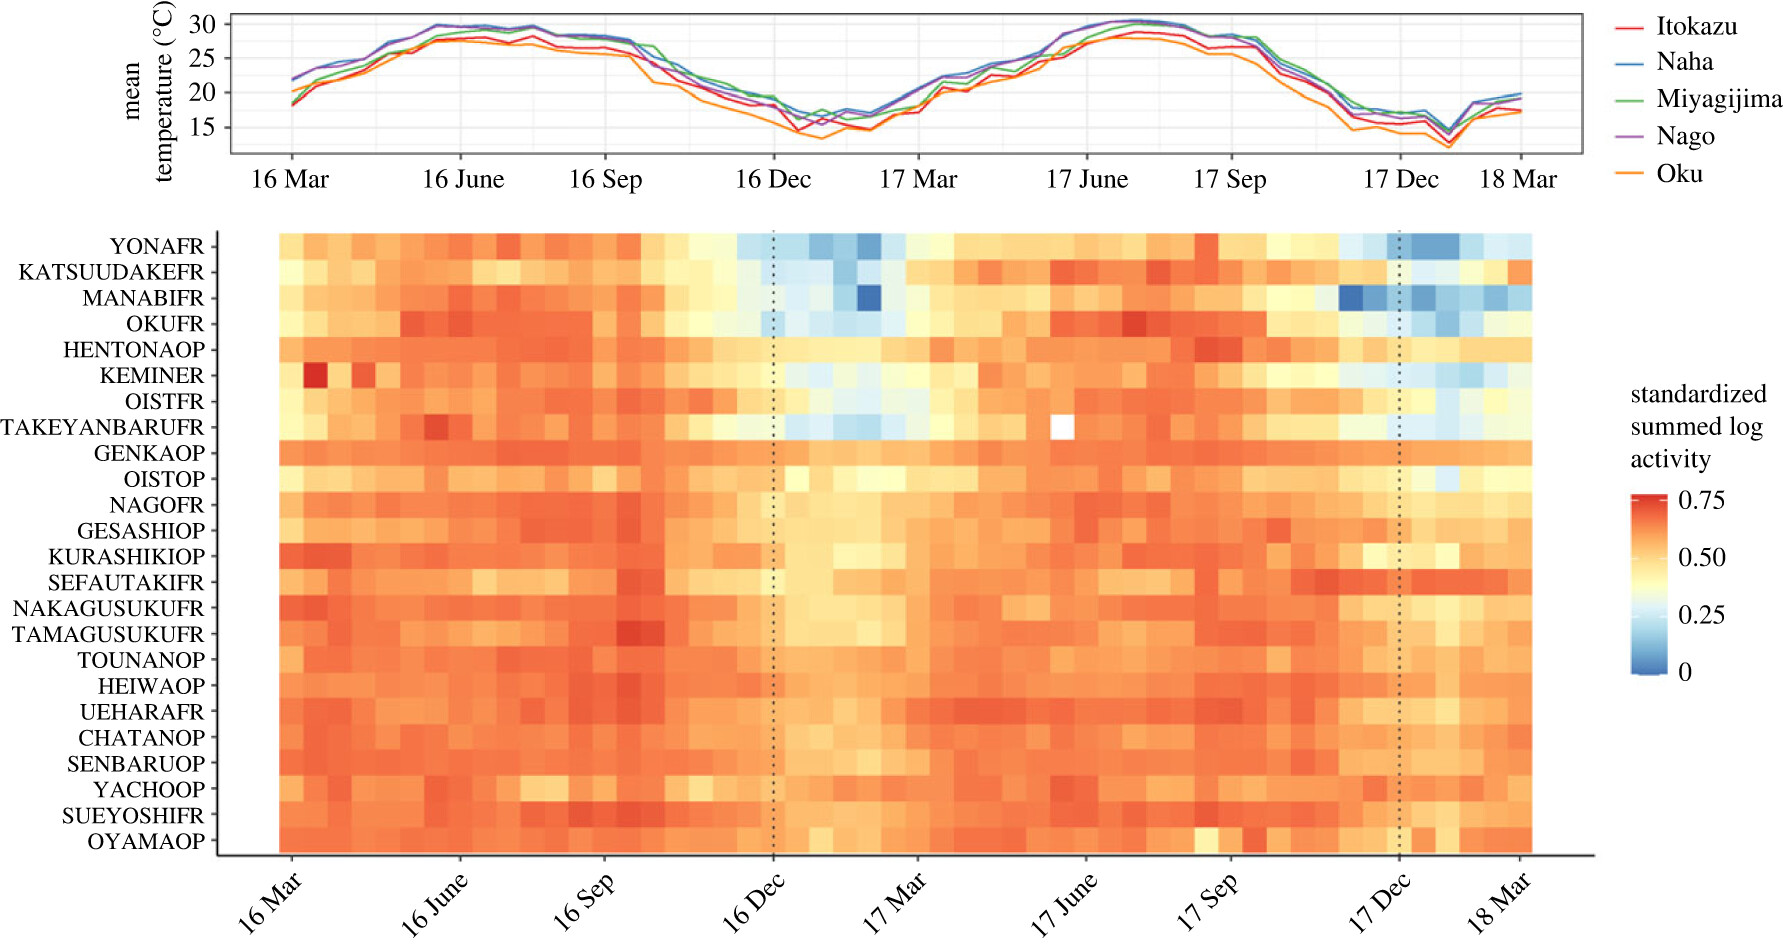 mean
temperature (°C)
30
25
20
15
16 Mar 16 June 16 Sep 16 Dec 17 Mar 17 June 17 Sep 17 Dec 18 Mar
Itokazu
Naha
Miyagijima
Nago
Oku
YONAFR
KATSUUDAKEFR
MANABIFR
OKUFR
HENTONAOP
KEMINER
OISTFR
TAKEYANBARUFR
GENKAOP
OISTOP
NAGOFR
GESASHIOP
KURASHIKIOP
SEFAUTAKIFR
NAKAGUSUKUFR
TAMAGUSUKUFR
TOUNANOP
HEIWAOP
UEHARAFR
CHATANOP
SENBARUOP
YACHOOP
SUEYOSHIFR
OYAMAOP
16 Mar 16 June 16 Sep 16 Dec 17 Mar 17 June 17 Sep 17 Dec 18 Mar
standardized
summed log
activity
0.75
0.50
0.25
0